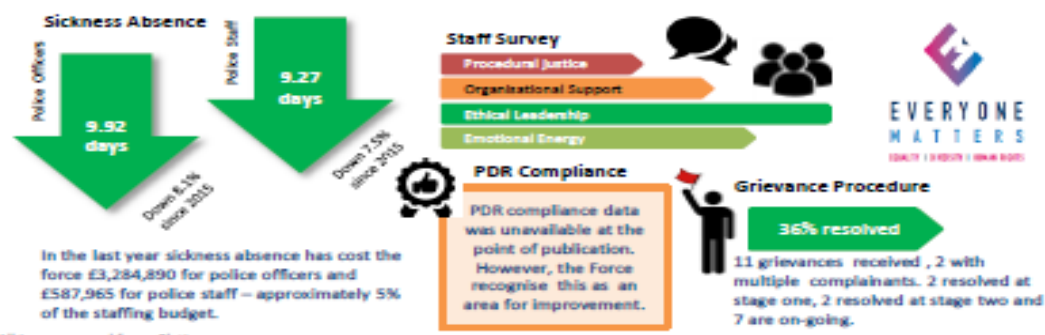 Sickness Absence
Police Officers
9.92
days
Down 6.1%
since 2015
Police Staff
9.27
days
Down 7.5%
since 2015
In the last year sickness absence has cost the
force £3,284,890 for police officers and
£587,965 for police staff – approximately 5%
of the staffing budget.
Staff Survey
Procedural Justice
Organisational Support
Ethical Leadership
Emotional Energy
PDR Compliance
PDR compliance data
was unavailable at the
point of publication.
However, the Force
recognise this as an
area for improvement.
EVERYONE
MATTERS
EQUALITY | DIVERSITY | HUMAN RIGHTS
Grievance Procedure
36% resolved
11 grievances received , 2 with
multiple complainants. 2 resolved at
stage one, 2 resolved at stage two and
7 are on-going.